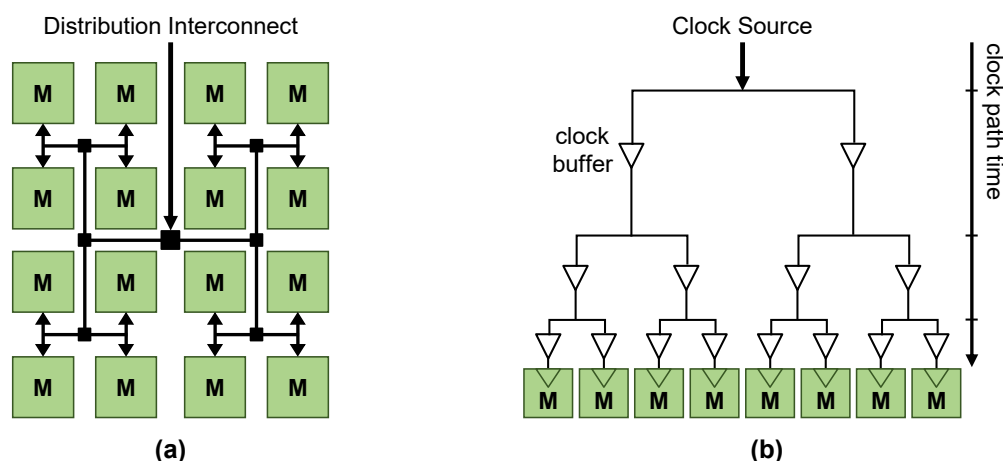 Distribution Interconnect
M M M M
M M M M
M M M M
M M M M
(a)
Clock Source
clock
buffer
clock path time
M M M M M M M M
(b)